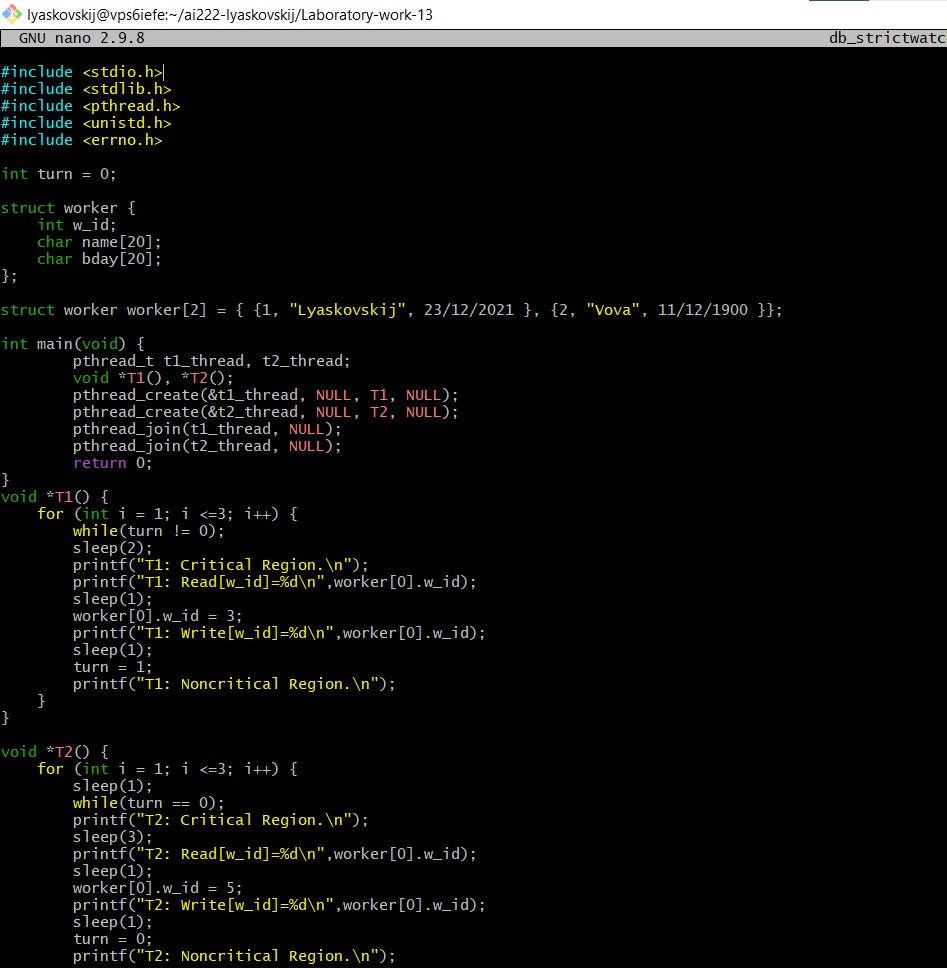 lyaskovskij@vps6iefe:~/ai222-lyaskovskij/Laboratory-work-13
GNU nano 2.9.8 db_strictwatc
#include <stdio.h>
#include <stdlib.h>
#include <pthread.h>
#include <unistd.h>
#include <errno.h>
int turn = 0;
struct worker {
    int w_id;
    char name[20];
    char bday[20];
};
struct worker worker[2] = { {1, "Lyaskovskij", 23/12/2021 }, {2, "Vova", 11/12/1900 }};
int main(void) {
        pthread_t t1_thread, t2_thread;
        void *T1(), *T2();
        pthread_create(&t1_thread, NULL, T1, NULL);
        pthread_create(&t2_thread, NULL, T2, NULL);
        pthread_join(t1_thread, NULL);
        pthread_join(t2_thread, NULL);
        return 0;
}
void *T1() {
    for (int i = 1; i <=3; i++) {
        while(turn != 0);
        sleep(2);
        printf("T1: Critical Region.\n");
        printf("T1: Read[w_id]=%d\n",worker[0].w_id);
        sleep(1);
        worker[0].w_id = 3;
        printf("T1: Write[w_id]=%d\n",worker[0].w_id);
        sleep(1);
        turn = 1;
        printf("T1: Noncritical Region.\n");
    }
}
void *T2() {
    for (int i = 1; i <=3; i++) {
        sleep(1);
        while(turn == 0);
        printf("T2: Critical Region.\n");
        sleep(3);
        printf("T2: Read[w_id]=%d\n",worker[0].w_id);
        sleep(1);
        worker[0].w_id = 5;
        printf("T2: Write[w_id]=%d\n",worker[0].w_id);
        sleep(1);
        turn = 0;
        printf("T2: Noncritical Region.\n");